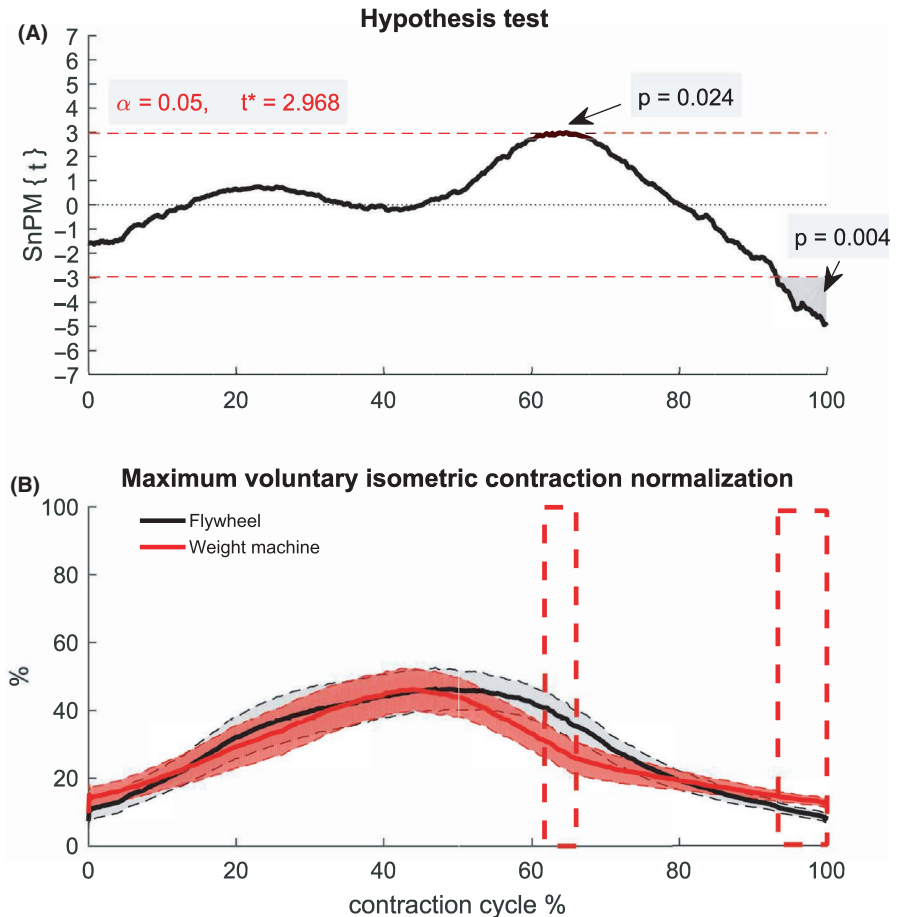 Hypothesis test
(A)
7
6
5
4
3
2
1
0
−1
−2
−3
−4
−5
−6
−7
SnPM { t }
α = 0.05, t* = 2.968
p = 0.024
p = 0.004
0 20 40 60 80 100
(B)
Maximum voluntary isometric contraction normalization
100
80
60
40
20
0
%
Flywheel
Weight machine
0 20 40 60 80 100
contraction cycle %